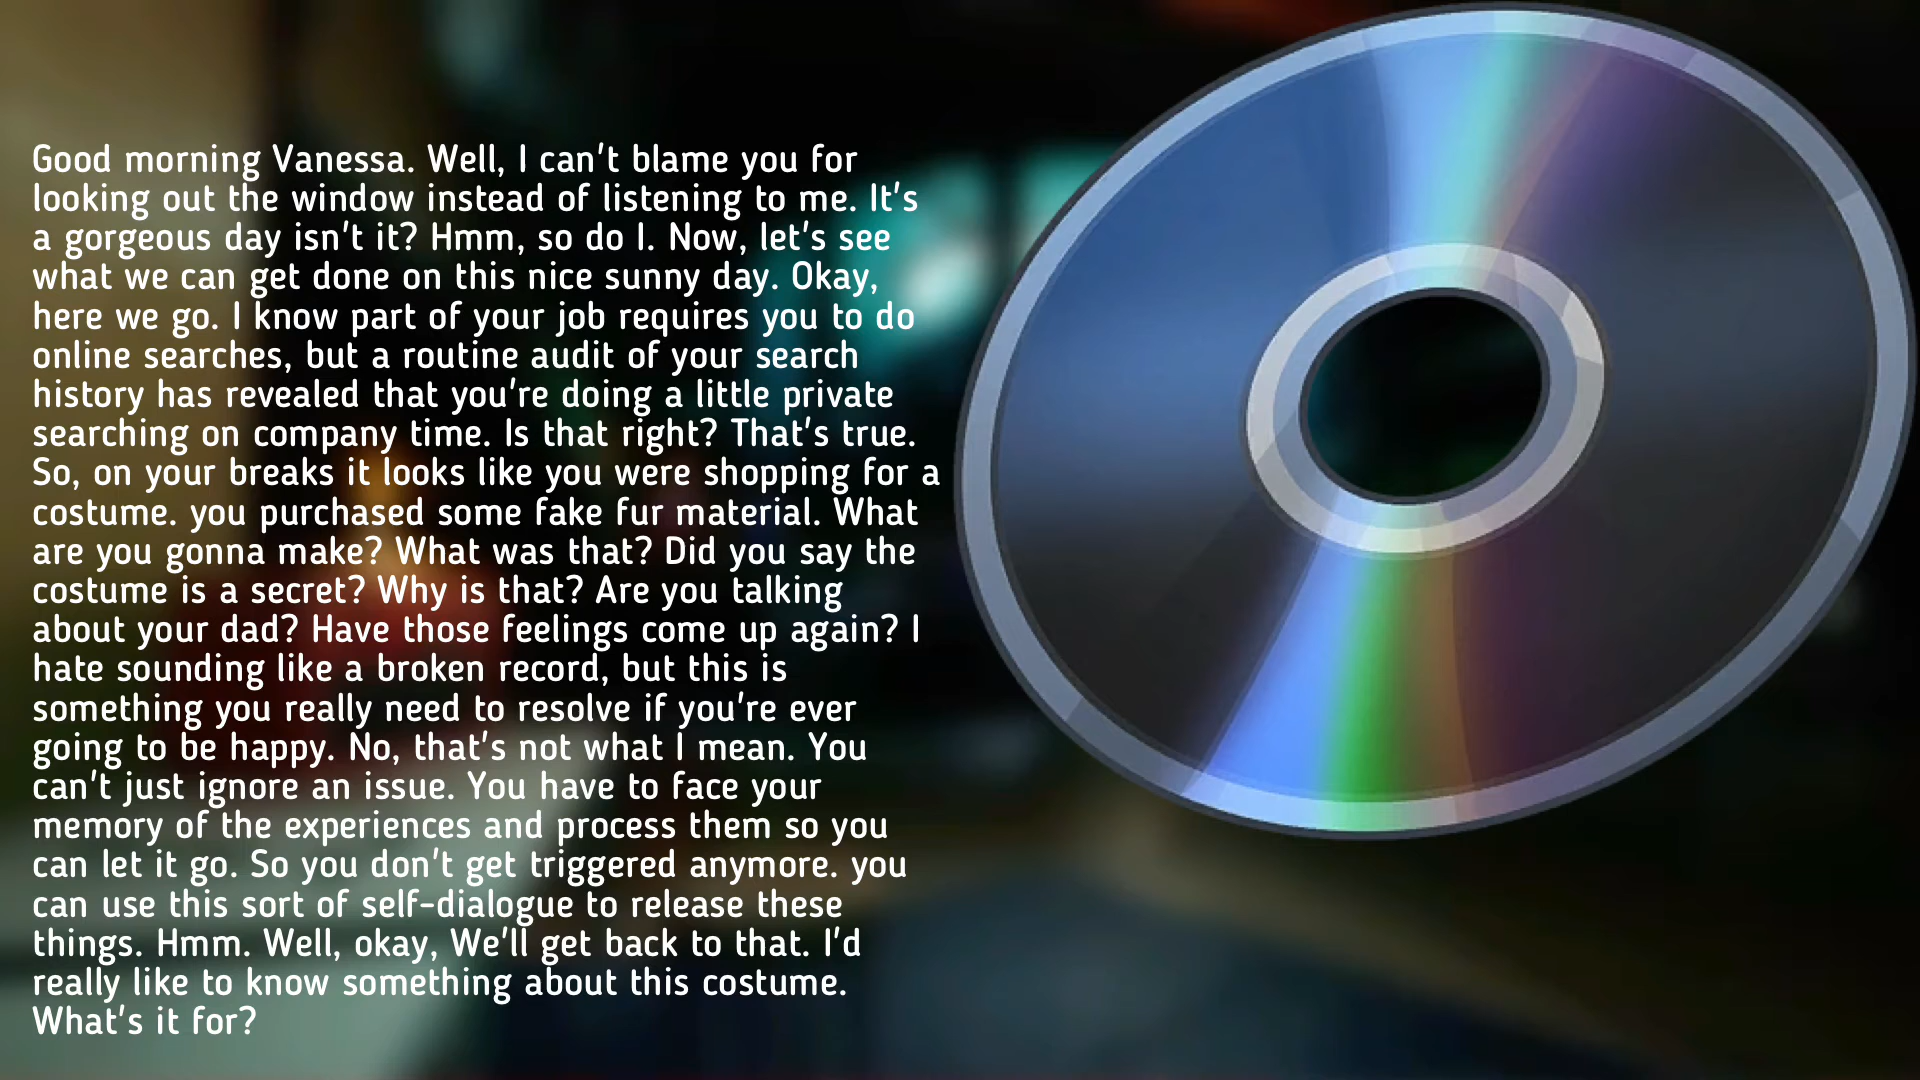 Good morning Vanessa. Well, I can't blame you for
looking out the window instead of listening to me. It's
a gorgeous day isn't it? Hmm, so do I. Now, let's see
what we can get done on this nice sunny day. Okay,
here we go. I know part of your job requires you to do
online searches, but a routine audit of your search
history has revealed that you're doing a little private
searching on company time. Is that right? That's true.
So, on your breaks it looks like you were shopping for a
costume. you purchased some fake fur material. What
are you gonna make? What was that? Did you say the
costume is a secret? Why is that? Are you talking
about your dad? Have those feelings come up again? I
hate sounding like a broken record, but this is
something you really need to resolve if you're ever
going to be happy. No, that's not what I mean. You
can't just ignore an issue. You have to face your
memory of the experiences and process them so you
can let it go. So you don't get triggered anymore. you
can use this sort of self-dialogue to release these
things. Hmm. Well, okay, We'll get back to that. I'd
really like to know something about this costume.
What's it for?